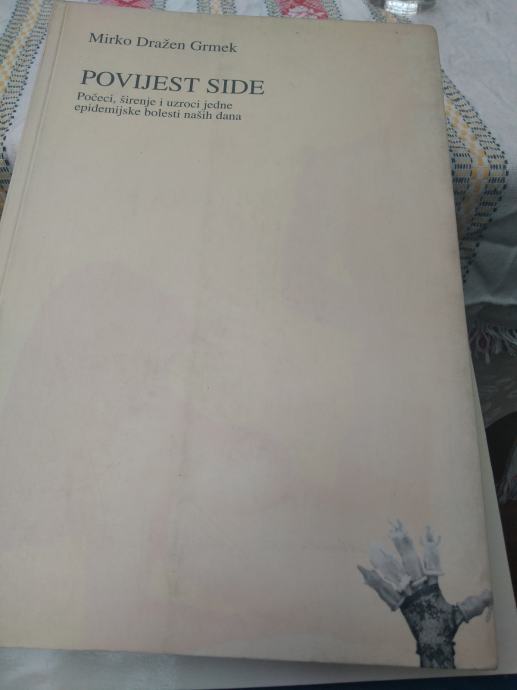 Mirko Dražen Grmek
POVIJEST SIDE
Počeci, širenje i uzroci jedne
epidemijske bolesti naših dana